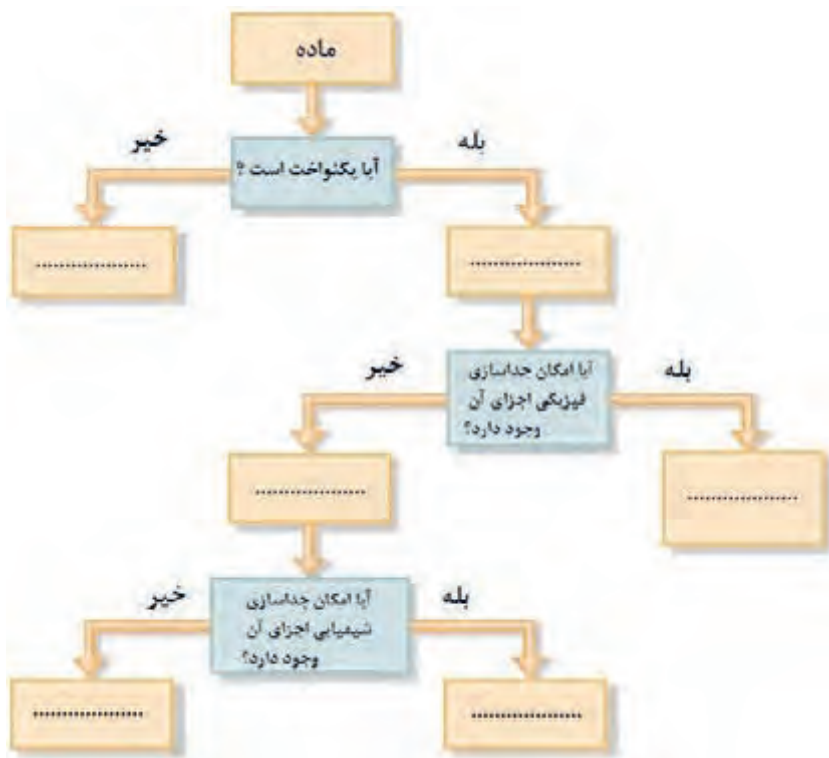 ماده
خیر
بله
آیا یکنواخت است ؟
...................
...................
خیر
بله
آیا امکان جداسازی
فیزیکی اجزای آن
وجود دارد؟
...................
...................
خیر
بله
آیا امکان جداسازی
شیمیایی اجزای آن
وجود دارد؟
...................
...................